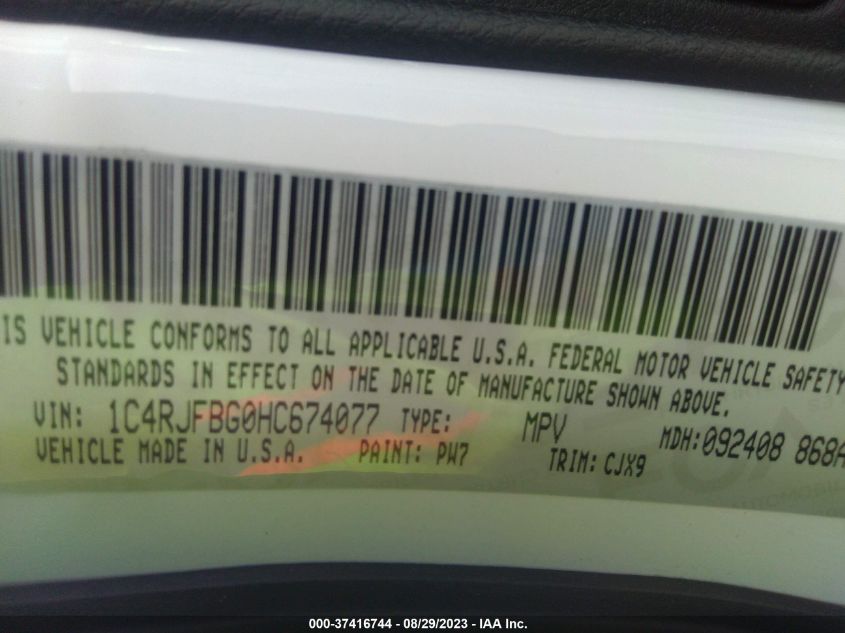 IS VEHICLE CONFORMS TO ALL APPLICABLE U.S.A. FEDERAL MOTOR VEHICLE SAFETY
STANDARDS IN EFFECT ON THE DATE OF MANUFACTURE SHOWN ABOVE.
VIN: 1C4RJFBG0HC674077 TYPE: MPV MDH:092408 868A
VEHICLE MADE IN U.S.A. PAINT: PW7 TRIM: CJX9
000-37416744 - 08/29/2023 - IAA Inc.